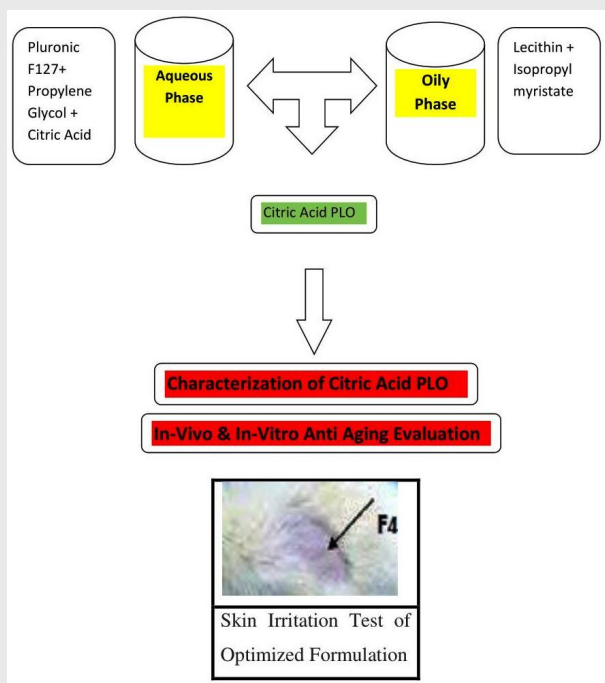 Pluronic
F127+
Propylene
Glycol +
Citric Acid
Aqueous
Phase
Oily
Phase
Lecithin +
Isopropyl
myristate
Citric Acid PLO
Characterization of Citric Acid PLO
In-Vivo & In-Vitro Anti Aging Evaluation
F4
Skin Irritation Test of
Optimized Formulation